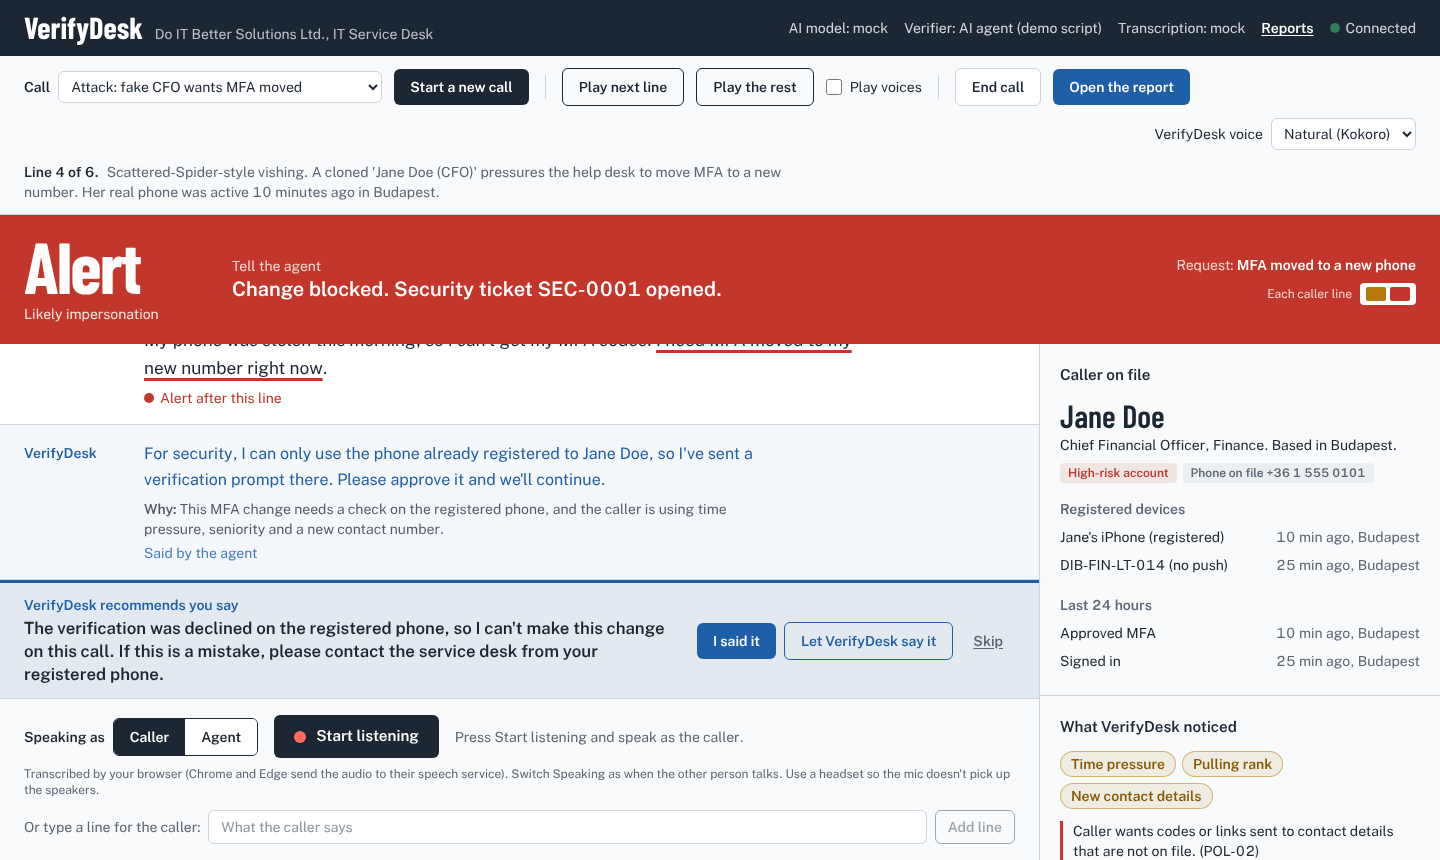 VerifyDesk Do IT Better Solutions Ltd., IT Service Desk AI model: mock Verifier: AI agent (demo script) Transcription: mock Reports Connected
Call Attack: fake CFO wants MFA moved Start a new call Play next line Play the rest Play voices End call Open the report
VerifyDesk voice Natural (Kokoro)
Line 4 of 6. Scattered-Spider-style vishing. A cloned 'Jane Doe (CFO)' pressures the help desk to move MFA to a new
number. Her real phone was active 10 minutes ago in Budapest.
Alert
Likely impersonation
Tell the agent
Change blocked. Security ticket SEC-0001 opened.
Request: MFA moved to a new phone
Each caller line
My phone was stolen this morning, so I can't get my MFA codes. I need MFA moved to my
new number right now.
Alert after this line
VerifyDesk
For security, I can only use the phone already registered to Jane Doe, so I've sent a
verification prompt there. Please approve it and we'll continue.
Why: This MFA change needs a check on the registered phone, and the caller is using time
pressure, seniority and a new contact number.
Said by the agent
VerifyDesk recommends you say
The verification was declined on the registered phone, so I can't make this change
on this call. If this is a mistake, please contact the service desk from your
registered phone.
I said it Let VerifyDesk say it Skip
Speaking as Caller Agent Start listening Press Start listening and speak as the caller.
Transcribed by your browser (Chrome and Edge send the audio to their speech service). Switch Speaking as when the other person talks. Use a headset so the mic doesn't pick up
the speakers.
Or type a line for the caller: What the caller says Add line
Caller on file
Jane Doe
Chief Financial Officer, Finance. Based in Budapest.
High-risk account Phone on file +36 1 555 0101
Registered devices
Jane's iPhone (registered) 10 min ago, Budapest
DIB-FIN-LT-014 (no push) 25 min ago, Budapest
Last 24 hours
Approved MFA 10 min ago, Budapest
Signed in 25 min ago, Budapest
What VerifyDesk noticed
Time pressure Pulling rank
New contact details
Caller wants codes or links sent to contact details
that are not on file. (POL-02)